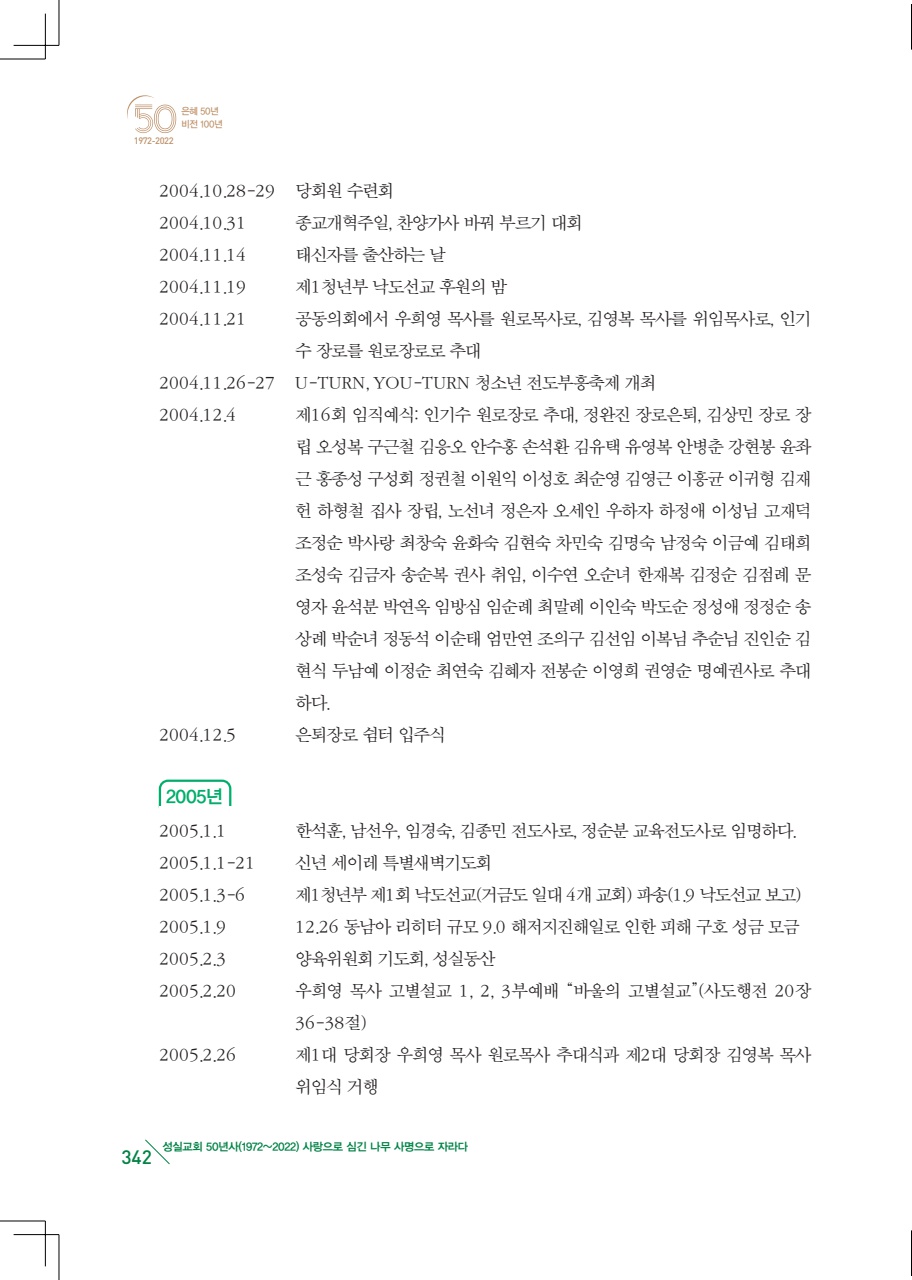 50 은혜 50년
비전 100년
1972-2022
2004.10.28-29 당회원 수련회
2004.10.31 종교개혁주일, 찬양가사 바꿔 부르기 대회
2004.11.14 태신자를 출산하는 날
2004.11.19 제1청년부 낙도선교 후원의 밤
2004.11.21 공동의회에서 우희영 목사를 원로목사로, 김영복 목사를 위임목사로, 인기
수 장로를 원로장로로 추대
2004.11.26-27 U-TURN, YOU-TURN 청소년 전도부흥축제 개최
2004.12.4 제16회 임직예식: 인기수 원로장로 추대, 정완진 장로은퇴, 김상민 장로 장
립 오성복 구근철 김응오 안수홍 손석환 김유택 유영복 안병춘 강현봉 윤좌
근 홍종성 구성회 정권철 이원익 이성호 최순영 김영근 이흥균 이귀형 김재
헌 하형철 집사 장립, 노선녀 정은자 오세인 우하자 하정애 이성님 고재덕
조정순 박사랑 최창숙 윤화숙 김현숙 차민숙 김명숙 남정숙 이금예 김태희
조성숙 김금자 송순복 권사 취임, 이수연 오순녀 한재복 김정순 김점례 문
영자 윤석분 박연옥 임방심 임순례 최말례 이인숙 박도순 정성애 정정순 송
상례 박순녀 정동석 이순태 엄만연 조의구 김선임 이복님 추순님 진인순 김
현식 두남예 이정순 최연숙 김혜자 전봉순 이영희 권영순 명예권사로 추대
하다.
2004.12.5 은퇴장로 쉼터 입주식
2005년
2005.1.1 한석훈, 남선우, 임경숙, 김종민 전도사로, 정순분 교육전도사로 임명하다.
2005.1.1-21 신년 세이레 특별새벽기도회
2005.1.3-6 제1청년부 제1회 낙도선교(거금도 일대 4개 교회) 파송(1.9 낙도선교 보고)
2005.1.9 12.26 동남아 리히터 규모 9.0 해저지진해일로 인한 피해 구호 성금 모금
2005.2.3 양육위원회 기도회, 성실동산
2005.2.20 우희영 목사 고별설교 1, 2, 3부예배 “바울의 고별설교”(사도행전 20장
36-38절)
2005.2.26 제1대 당회장 우희영 목사 원로목사 추대식과 제2대 당회장 김영복 목사
위임식 거행
342 성실교회 50년사(1972~2022) 사랑으로 심긴 나무 사명으로 자라다